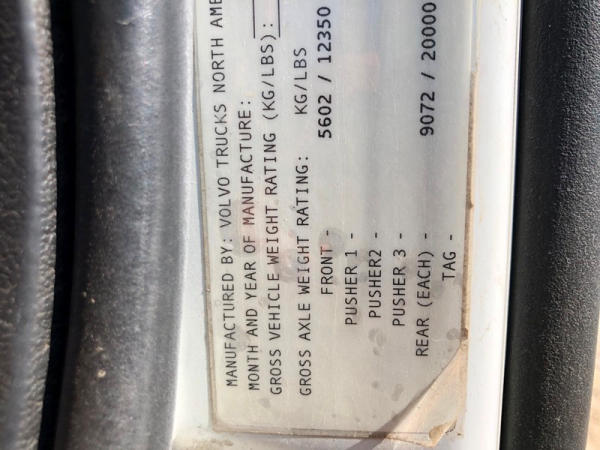 MANUFACTURED BY: VOLVO TRUCKS NORTH AME
MONTH AND YEAR OF MANUFACTURE:
GROSS VEHICLE WEIGHT RATING (KG/LBS):
GROSS AXLE WEIGHT RATING: KG/LBS
FRONT - 5602 / 12350
PUSHER 1 -
PUSHER2 -
PUSHER 3 -
REAR (EACH) - 9072 / 20000
TAG -